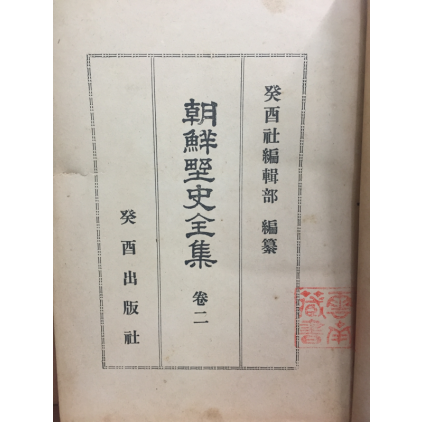 癸酉社編輯部 編纂
朝鮮野史全集 卷二
癸酉出版社